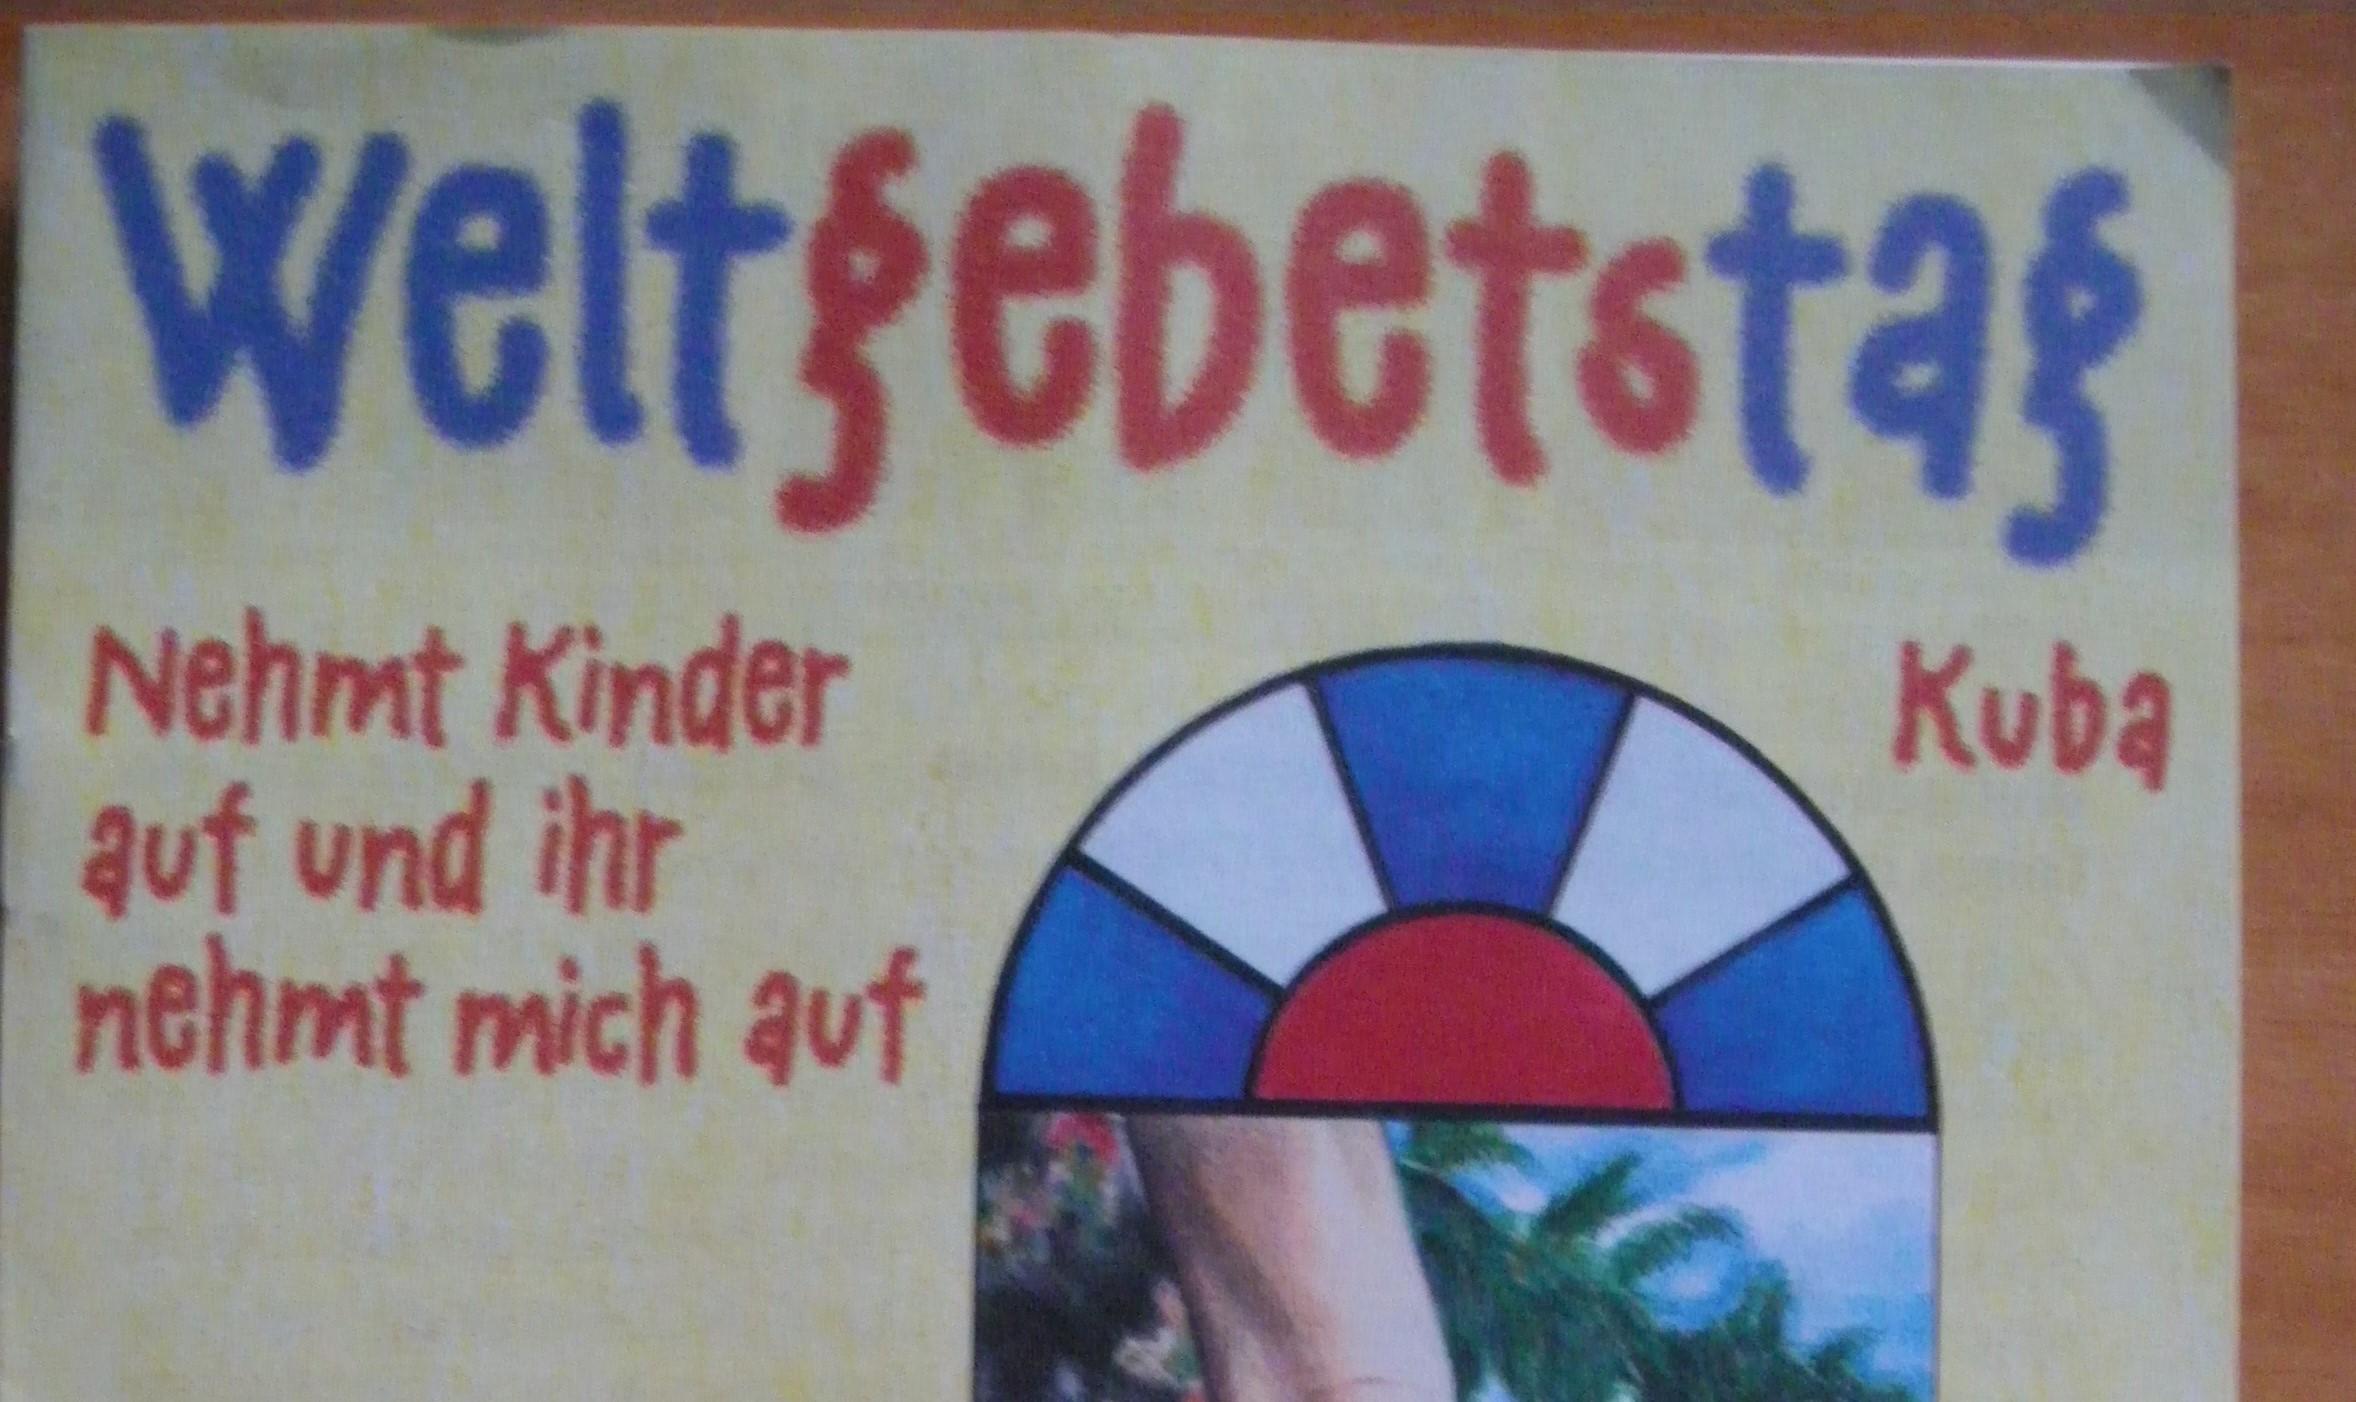 Weltgebetstag
Kuba
Nehmt Kinder
auf und ihr
nehmt mich auf